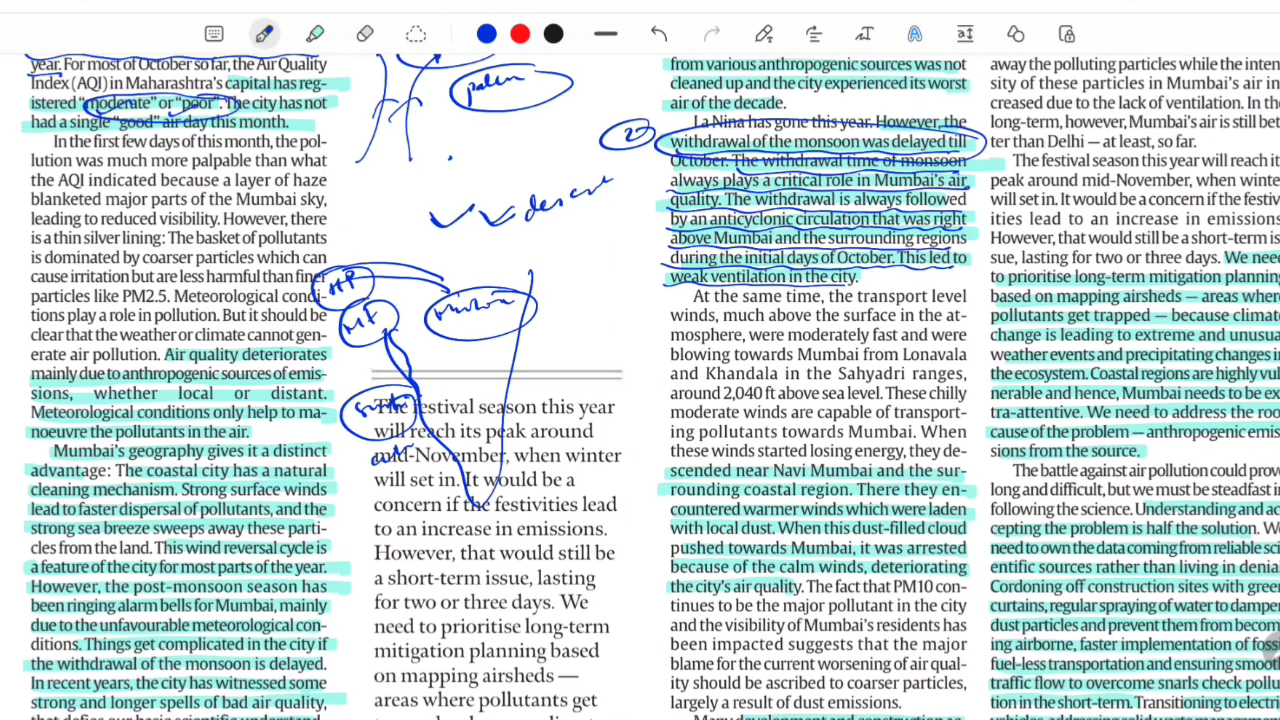 year. For most of October so far, the Air Quality
Index (AQI) in Maharashtra's capital has reg-
istered "moderate" or "poor". The city has not
had a single "good" air day this month.
In the first few days of this month, the pol-
lution was much more palpable than what
the AQI indicated because a layer of haze
blanketed major parts of the Mumbai sky,
leading to reduced visibility. However, there
is a thin silver lining: The basket of pollutants
is dominated by coarser particles which can
cause irritation but are less harmful than finer
particles like PM2.5. Meteorological condi-
tions play a role in pollution. But it should be
clear that the weather or climate cannot gen-
erate air pollution. Air quality deteriorates
mainly due to anthropogenic sources of emis-
sions, whether local or distant.
Meteorological conditions only help to ma-
noeuvre the pollutants in the air.
Mumbai's geography gives it a distinct
advantage: The coastal city has a natural
cleaning mechanism. Strong surface winds
lead to faster dispersal of pollutants, and the
strong sea breeze sweeps away these parti-
cles from the land. This wind reversal cycle is
a feature of the city for most parts of the year.
However, the post-monsoon season has
been ringing alarm bells for Mumbai, mainly
due to the unfavourable meteorological con-
ditions. Things get complicated in the city if
the withdrawal of the monsoon is delayed.
In recent years, the city has witnessed some
strong and longer spells of bad air quality,
HP
The festival season this year
will reach its peak around
mid-November, when winter
will set in. It would be a
concern if the festivities lead
to an increase in emissions.
However, that would still be
a short-term issue, lasting
for two or three days. We
need to prioritise long-term
mitigation planning based
on mapping airsheds —
areas where pollutants get
from various anthropogenic sources was not
cleaned up and the city experienced its worst
air of the decade.
La Nina has gone this year. However, the
withdrawal of the monsoon was delayed till
October. The withdrawal time of monsoon
always plays a critical role in Mumbai's air
quality. The withdrawal is always followed
by an anticyclonic circulation that was right
above Mumbai and the surrounding regions
during the initial days of October. This led to
weak ventilation in the city.
At the same time, the transport level
winds, much above the surface in the at-
mosphere, were moderately fast and were
blowing towards Mumbai from Lonavala
and Khandala in the Sahyadri ranges,
around 2,040 ft above sea level. These chilly
moderate winds are capable of transport-
ing pollutants towards Mumbai. When
these winds started losing energy, they de-
scended near Navi Mumbai and the sur-
rounding coastal region. There they en-
countered warmer winds which were laden
with local dust. When this dust-filled cloud
pushed towards Mumbai, it was arrested
because of the calm winds, deteriorating
the city's air quality. The fact that PM10 con-
tinues to be the major pollutant in the city
and the visibility of Mumbai's residents has
been impacted suggests that the major
blame for the current worsening of air qual-
ity should be ascribed to coarser particles,
largely a result of dust emissions.
away the polluting particles while the inten
sity of these particles in Mumbai's air in
creased due to the lack of ventilation. In th
long-term, however, Mumbai's air is still bet
ter than Delhi — at least, so far.
The festival season this year will reach it
peak around mid-November, when winte
will set in. It would be a concern if the festiv
ities lead to an increase in emissions
However, that would still be a short-term is
sue, lasting for two or three days. We need
to prioritise long-term mitigation planning
based on mapping airsheds — areas where
pollutants get trapped — because climate
change is leading to extreme and unusua
weather events and precipitating changes in
the ecosystem. Coastal regions are highly vul
nerable and hence, Mumbai needs to be ex
tra-attentive. We need to address the roo
cause of the problem — anthropogenic emis
sions from the source.
The battle against air pollution could prov
long and difficult, but we must be steadfast i
following the science. Understanding and ac
cepting the problem is half the solution. W
need to own the data coming from reliable sci
entific sources rather than living in denia
Cordoning off construction sites with gree
curtains, regular spraying of water to dampe
dust particles and prevent them from becom
ing airborne, faster implementation of foss
fuel-less transportation and ensuring smoot
traffic flow to overcome snarls check pollu
tion in the short-term. Transitioning to electri